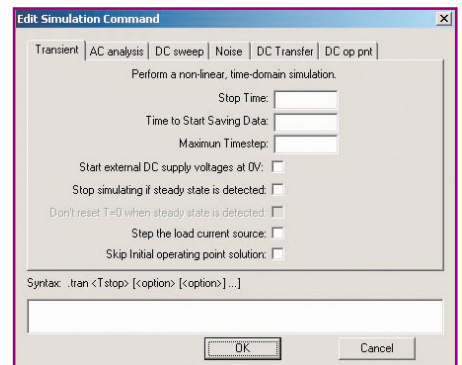 Edit Simulation Command
Transient AC analysis DC sweep Noise DC Transfer DC op pnt
Perform a non-linear, time-domain simulation.
Stop Time:
Time to Start Saving Data:
Maximun Timestep:
Start external DC supply voltages at 0V:
Stop simulating if steady state is detected:
Don't reset T=0 when steady state is detected:
Step the load current source:
Skip Initial operating point solution:
Syntax: .tran <Tstop> [<option> [<option>] ...]
OK Cancel